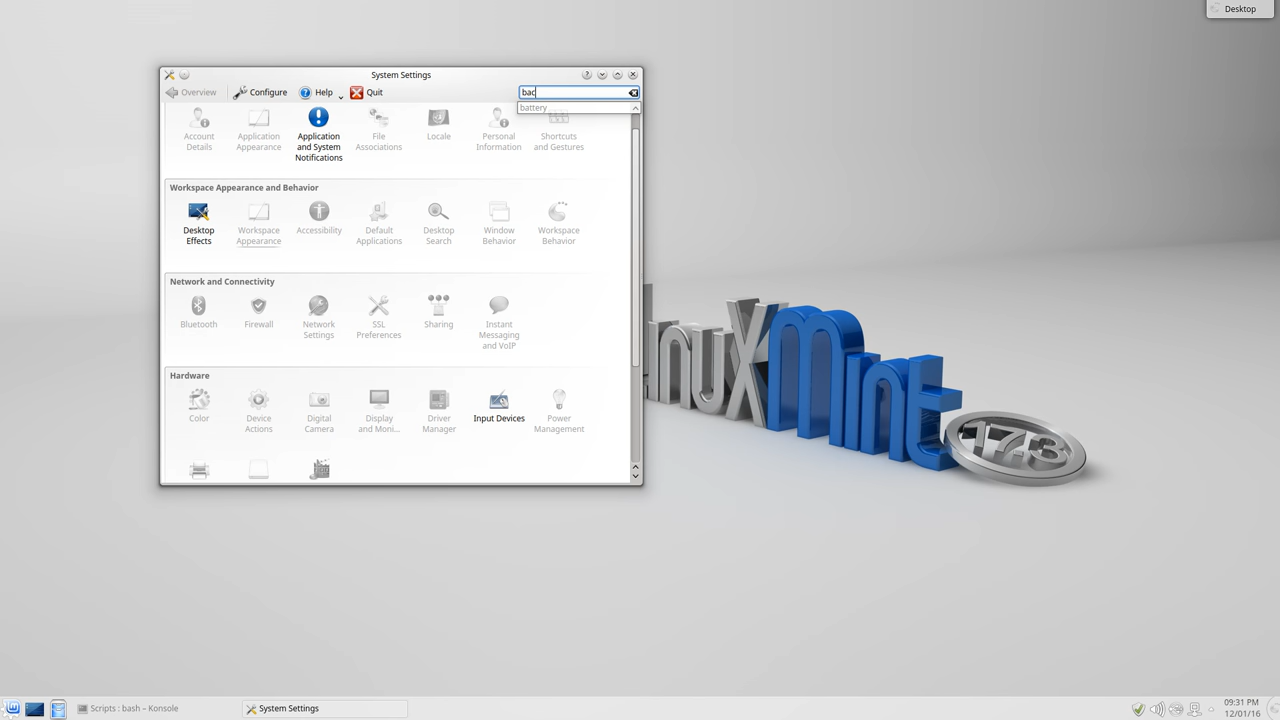 Desktop
System Settings
Overview
Configure
Help
Quit
bac
battery
Account
Details
Application
Appearance
Application
and System
Notifications
File
Associations
Locale
Personal
Information
Shortcuts
and Gestures
Workspace Appearance and Behavior
Desktop
Effects
Workspace
Appearance
Accessibility
Default
Applications
Desktop
Search
Window
Behavior
Workspace
Behavior
Network and Connectivity
Bluetooth
Firewall
Network
Settings
SSL
Preferences
Sharing
Instant
Messaging
and VoIP
Hardware
Color
Device
Actions
Digital
Camera
Display
and Moni...
Driver
Manager
Input Devices
Power
Management
LinuxMint
17.3
Scripts : bash – Konsole
System Settings
09:31 PM
12/01/16